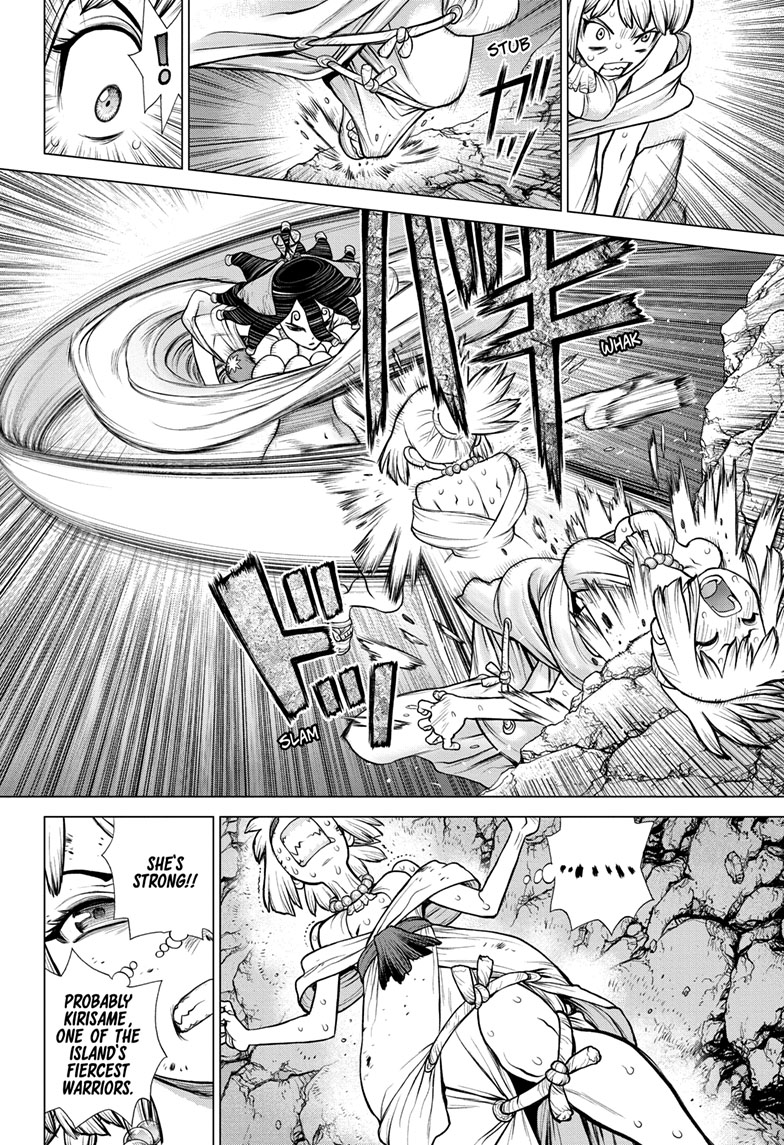 STUB
ガッ
!
バキ
WHAK
ドゴッ
SLAM
SHE'S
STRONG!!
PROBABLY
KIRISAME,
ONE OF THE
ISLAND'S
FIERCEST
WARRIORS.